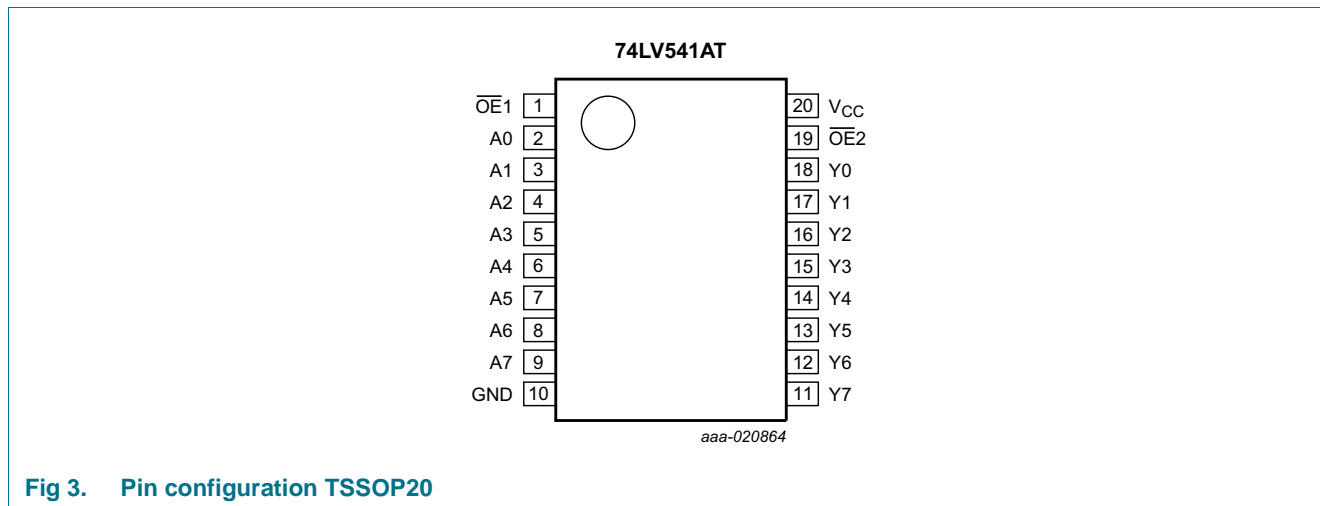 74LV541AT
O̅E̅1 1 20 VCC
A0 2 19 O̅E̅2
A1 3 18 Y0
A2 4 17 Y1
A3 5 16 Y2
A4 6 15 Y3
A5 7 14 Y4
A6 8 13 Y5
A7 9 12 Y6
GND 10 11 Y7
aaa-020864
Fig 3. Pin configuration TSSOP20